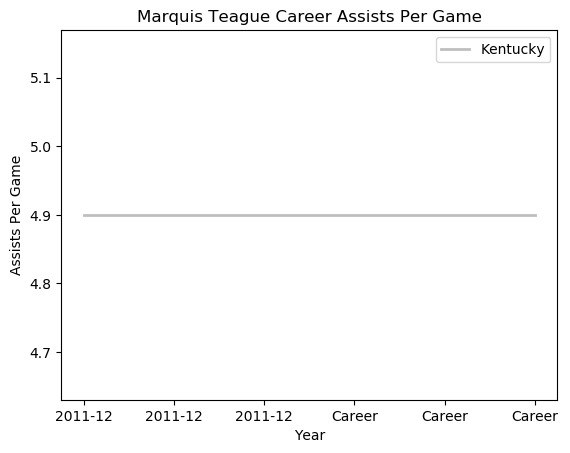 Marquis Teague Career Assists Per Game
Kentucky
5.1
5.0
4.9
4.8
4.7
Assists Per Game
2011-12 2011-12 2011-12 Career Career Career
Year